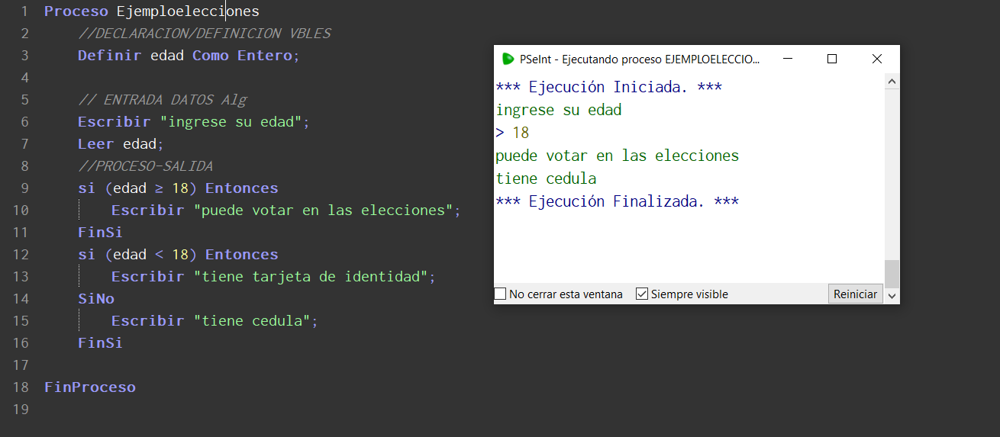 1 Proceso Ejemploelecciones
2 //DECLARACION/DEFINICION VBLES
3 Definir edad Como Entero;
4
5 // ENTRADA DATOS Alg
6 Escribir "ingrese su edad";
7 Leer edad;
8 //PROCESO-SALIDA
9 si (edad ≥ 18) Entonces
10 Escribir "puede votar en las elecciones";
11 FinSi
12 si (edad < 18) Entonces
13 Escribir "tiene tarjeta de identidad";
14 SiNo
15 Escribir "tiene cedula";
16 FinSi
17
18 FinProceso
19
PSeInt - Ejecutando proceso EJEMPLOELECCIO...
*** Ejecución Iniciada. ***
ingrese su edad
> 18
puede votar en las elecciones
tiene cedula
*** Ejecución Finalizada. ***
No cerrar esta ventana Siempre visible Reiniciar